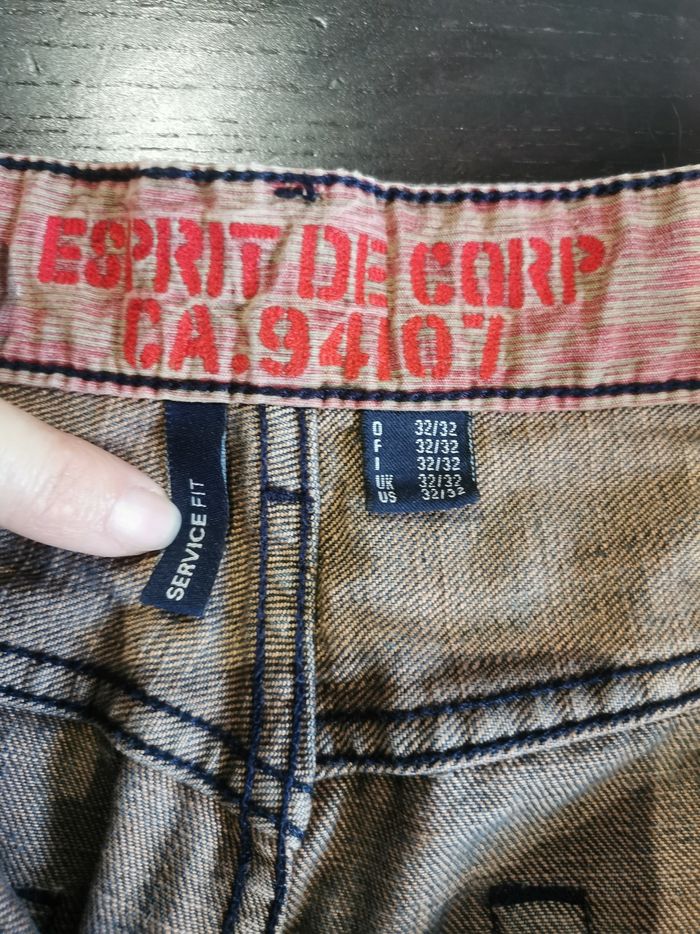 ESPRIT DE CORP
CA.94107
SERVICE FIT
D 32/32
F 32/32
I 32/32
UK 32/32
US 32/32